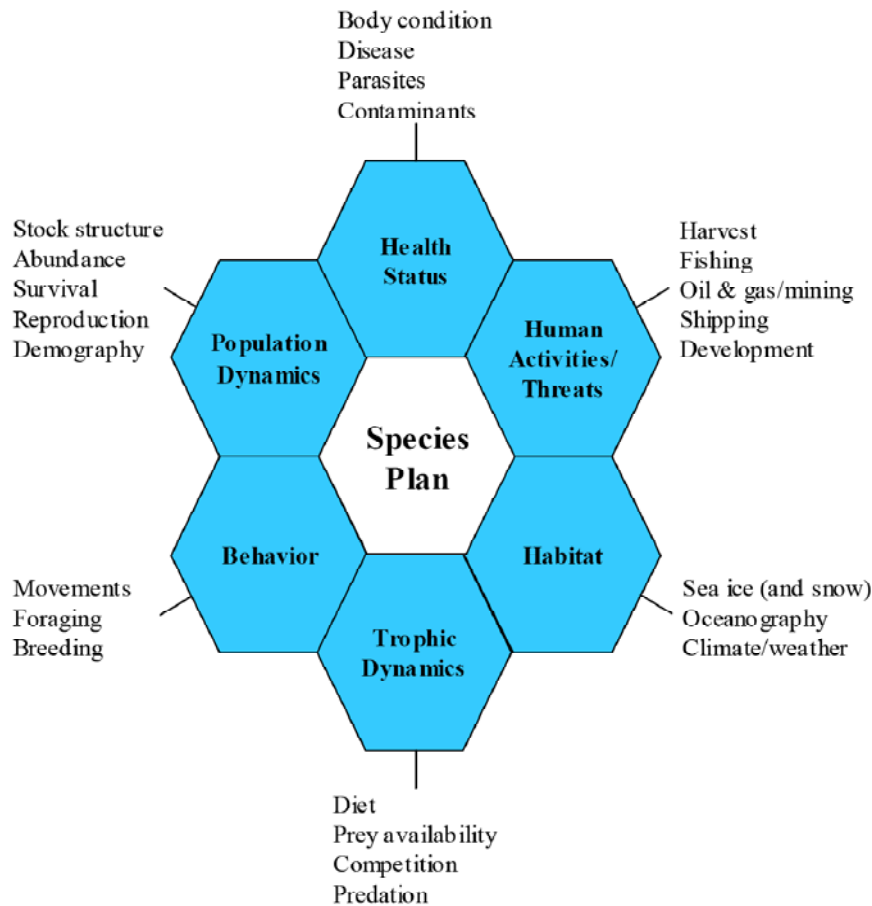 Body condition
Disease
Parasites
Contaminants
Health
Status
Stock structure
Abundance
Survival
Reproduction
Demography
Population
Dynamics
Harvest
Fishing
Oil & gas/mining
Shipping
Development
Human
Activities/
Threats
Species
Plan
Behavior
Movements
Foraging
Breeding
Habitat
Sea ice (and snow)
Oceanography
Climate/weather
Trophic
Dynamics
Diet
Prey availability
Competition
Predation